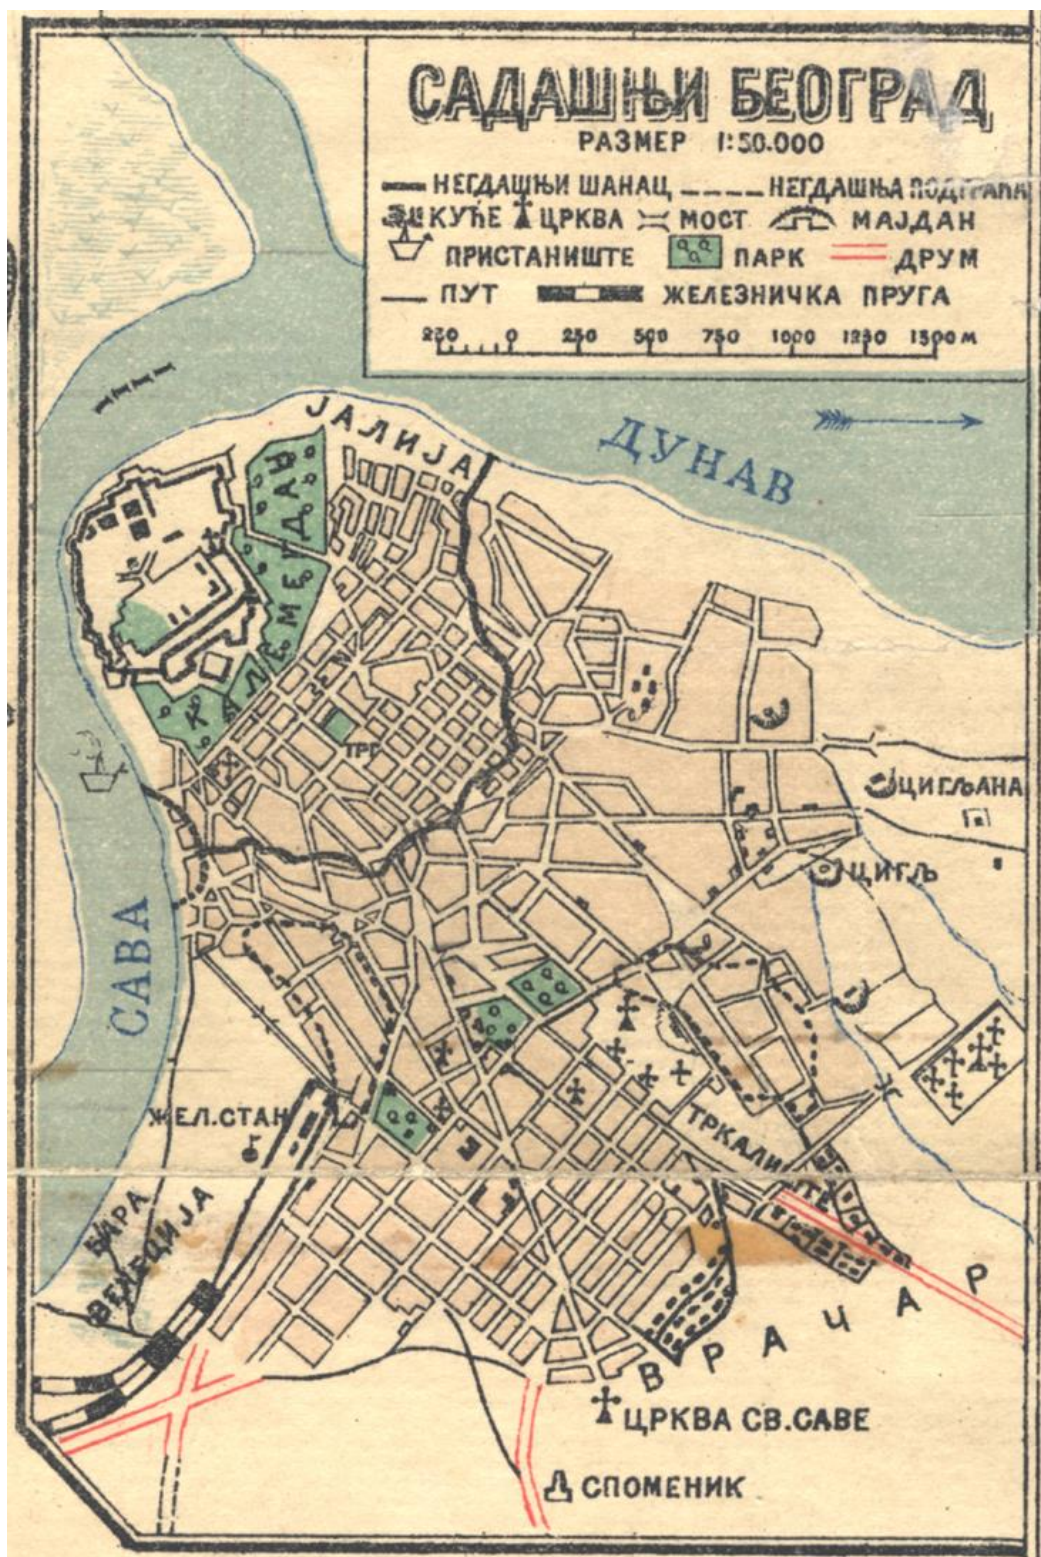 САДАШЊИ БЕОГРАД
РАЗМЕР 1:50.000
НЕГДАШЊИ ШАНАЦ НЕГДАШЊА ПОДГРАЂА
КУЋЕ ЦРКВА МОСТ МАЈДАН
ПРИСТАНИШТЕ ПАРК ДРУМ
ПУТ ЖЕЛЕЗНИЧКА ПРУГА
250 0 250 500 750 1000 1250 1500 м
ЈАЛИЈА
ДУНАВ
КАЛЕМЕГДАН
ТРГ
ЦИГЉАНА
ЦИГЉ
САВА
ЖЕЛ.СТАН
ТРКАЛИШТЕ
БАРА
ВЕНЕЦИЈА
ВРАЧАР
ЦРКВА СВ.САВЕ
СПОМЕНИК